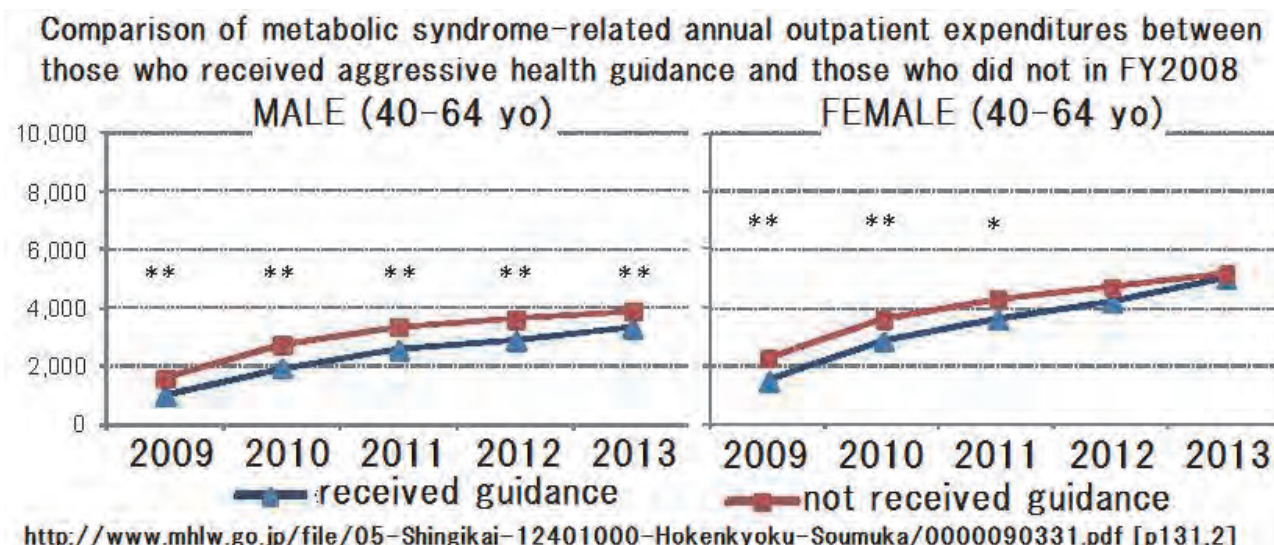 Comparison of metabolic syndrome-related annual outpatient expenditures between
those who received aggressive health guidance and those who did not in FY2008
MALE (40-64 yo)
FEMALE (40-64 yo)
10,000
8,000
6,000
4,000
2,000
0
** ** ** ** **
** ** *
2009 2010 2011 2012 2013
2009 2010 2011 2012 2013
received guidance
not received guidance
http://www.mhlw.go.jp/file/05-Shingikai-12401000-Hokenkyoku-Soumuka/0000090331.pdf [p131,2]